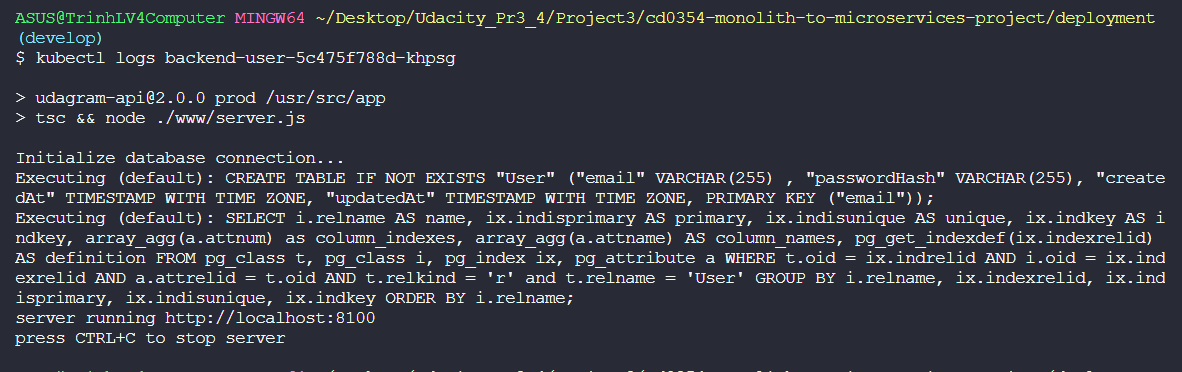 ASUS@TrinhLV4Computer MINGW64 ~/Desktop/Udacity_Pr3_4/Project3/cd0354-monolith-to-microservices-project/deployment
(develop)
$ kubectl logs backend-user-5c475f788d-khpsg
> udagram-api@2.0.0 prod /usr/src/app
> tsc && node ./www/server.js
Initialize database connection...
Executing (default): CREATE TABLE IF NOT EXISTS "User" ("email" VARCHAR(255) , "passwordHash" VARCHAR(255), "create
dAt" TIMESTAMP WITH TIME ZONE, "updatedAt" TIMESTAMP WITH TIME ZONE, PRIMARY KEY ("email"));
Executing (default): SELECT i.relname AS name, ix.indisprimary AS primary, ix.indisunique AS unique, ix.indkey AS i
ndkey, array_agg(a.attnum) as column_indexes, array_agg(a.attname) AS column_names, pg_get_indexdef(ix.indexrelid)
AS definition FROM pg_class t, pg_class i, pg_index ix, pg_attribute a WHERE t.oid = ix.indrelid AND i.oid = ix.ind
exrelid AND a.attrelid = t.oid AND t.relkind = 'r' and t.relname = 'User' GROUP BY i.relname, ix.indexrelid, ix.ind
isprimary, ix.indisunique, ix.indkey ORDER BY i.relname;
server running http://localhost:8100
press CTRL+C to stop server